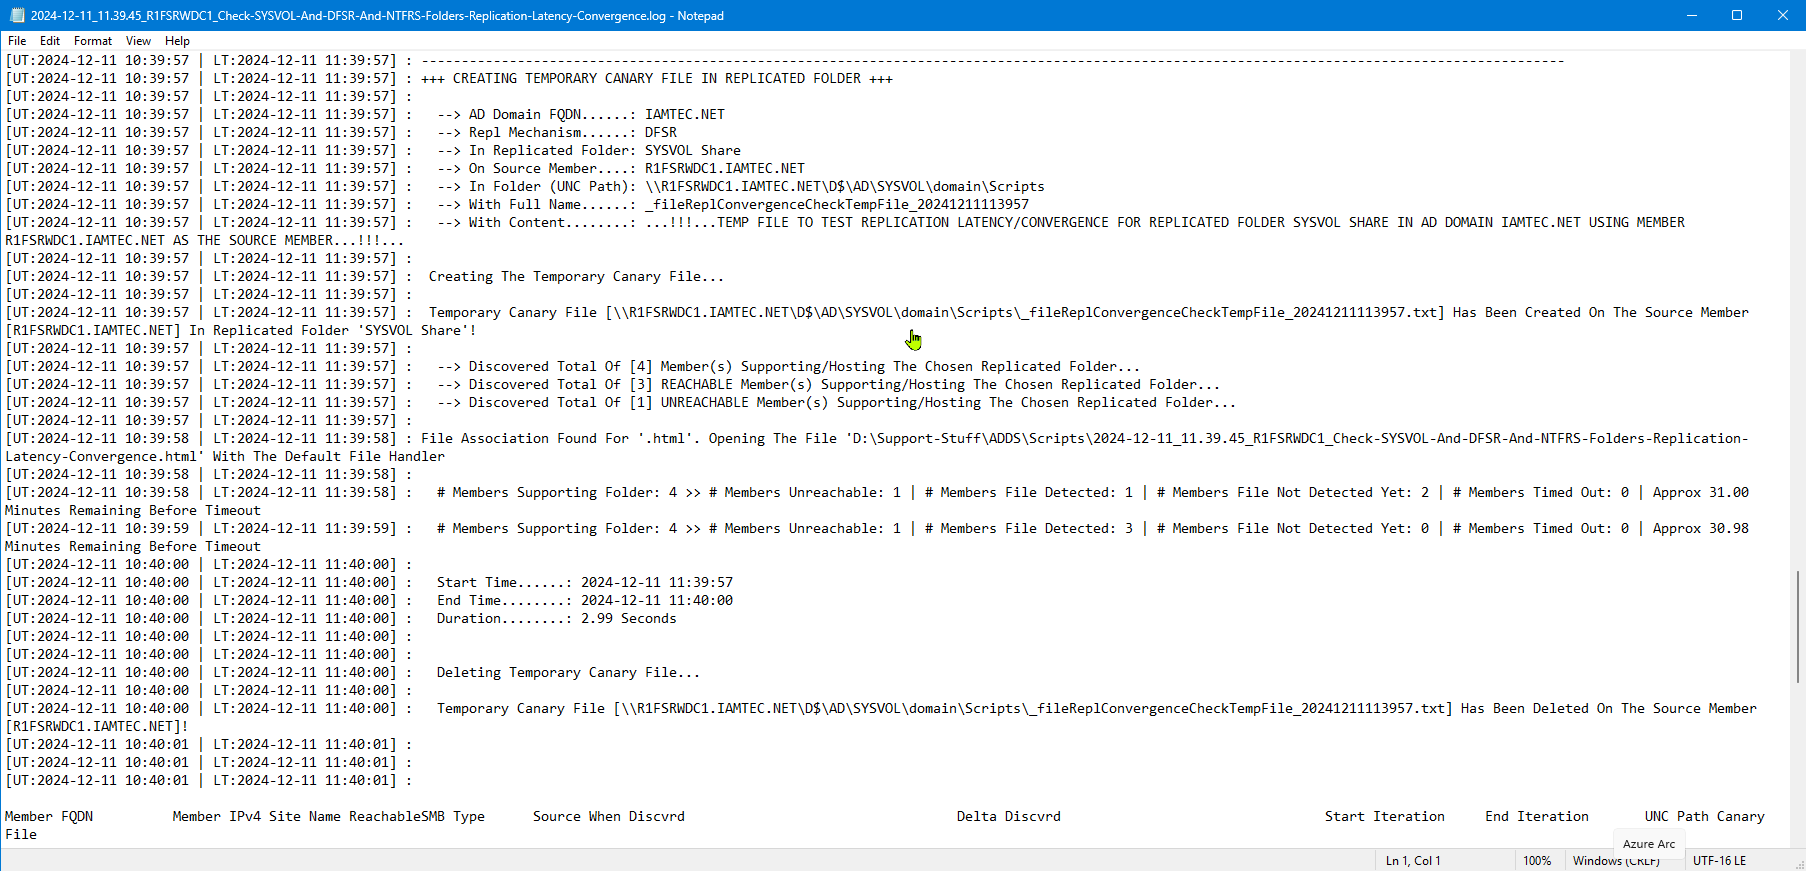 2024-12-11_11.39.45_R1FSRWDC1_Check-SYSVOL-And-DFSR-And-NTFRS-Folders-Replication-Latency-Convergence.log - Notepad
File Edit Format View Help
[UT:2024-12-11 10:39:57 | LT:2024-12-11 11:39:57] : -----------------------------------------------------------------------------------------------------------------------------------------------
[UT:2024-12-11 10:39:57 | LT:2024-12-11 11:39:57] : +++ CREATING TEMPORARY CANARY FILE IN REPLICATED FOLDER +++
[UT:2024-12-11 10:39:57 | LT:2024-12-11 11:39:57] :
[UT:2024-12-11 10:39:57 | LT:2024-12-11 11:39:57] :   --> AD Domain FQDN......: IAMTEC.NET
[UT:2024-12-11 10:39:57 | LT:2024-12-11 11:39:57] :   --> Repl Mechanism......: DFSR
[UT:2024-12-11 10:39:57 | LT:2024-12-11 11:39:57] :   --> In Replicated Folder: SYSVOL Share
[UT:2024-12-11 10:39:57 | LT:2024-12-11 11:39:57] :   --> On Source Member....: R1FSRWDC1.IAMTEC.NET
[UT:2024-12-11 10:39:57 | LT:2024-12-11 11:39:57] :   --> In Folder (UNC Path): \\R1FSRWDC1.IAMTEC.NET\D$\AD\SYSVOL\domain\Scripts
[UT:2024-12-11 10:39:57 | LT:2024-12-11 11:39:57] :   --> With Full Name......: _fileReplConvergenceCheckTempFile_20241211113957
[UT:2024-12-11 10:39:57 | LT:2024-12-11 11:39:57] :   --> With Content........: ...!!!...TEMP FILE TO TEST REPLICATION LATENCY/CONVERGENCE FOR REPLICATED FOLDER SYSVOL SHARE IN AD DOMAIN IAMTEC.NET USING MEMBER
R1FSRWDC1.IAMTEC.NET AS THE SOURCE MEMBER...!!!...
[UT:2024-12-11 10:39:57 | LT:2024-12-11 11:39:57] :
[UT:2024-12-11 10:39:57 | LT:2024-12-11 11:39:57] :  Creating The Temporary Canary File...
[UT:2024-12-11 10:39:57 | LT:2024-12-11 11:39:57] :
[UT:2024-12-11 10:39:57 | LT:2024-12-11 11:39:57] :  Temporary Canary File [\\R1FSRWDC1.IAMTEC.NET\D$\AD\SYSVOL\domain\Scripts\_fileReplConvergenceCheckTempFile_20241211113957.txt] Has Been Created On The Source Member
[R1FSRWDC1.IAMTEC.NET] In Replicated Folder 'SYSVOL Share'!
[UT:2024-12-11 10:39:57 | LT:2024-12-11 11:39:57] :
[UT:2024-12-11 10:39:57 | LT:2024-12-11 11:39:57] :   --> Discovered Total Of [4] Member(s) Supporting/Hosting The Chosen Replicated Folder...
[UT:2024-12-11 10:39:57 | LT:2024-12-11 11:39:57] :   --> Discovered Total Of [3] REACHABLE Member(s) Supporting/Hosting The Chosen Replicated Folder...
[UT:2024-12-11 10:39:57 | LT:2024-12-11 11:39:57] :   --> Discovered Total Of [1] UNREACHABLE Member(s) Supporting/Hosting The Chosen Replicated Folder...
[UT:2024-12-11 10:39:57 | LT:2024-12-11 11:39:57] :
[UT:2024-12-11 10:39:58 | LT:2024-12-11 11:39:58] : File Association Found For '.html'. Opening The File 'D:\Support-Stuff\ADDS\Scripts\2024-12-11_11.39.45_R1FSRWDC1_Check-SYSVOL-And-DFSR-And-NTFRS-Folders-Replication-
Latency-Convergence.html' With The Default File Handler
[UT:2024-12-11 10:39:58 | LT:2024-12-11 11:39:58] :
[UT:2024-12-11 10:39:58 | LT:2024-12-11 11:39:58] :   # Members Supporting Folder: 4 >> # Members Unreachable: 1 | # Members File Detected: 1 | # Members File Not Detected Yet: 2 | # Members Timed Out: 0 | Approx 31.00
Minutes Remaining Before Timeout
[UT:2024-12-11 10:39:59 | LT:2024-12-11 11:39:59] :   # Members Supporting Folder: 4 >> # Members Unreachable: 1 | # Members File Detected: 3 | # Members File Not Detected Yet: 0 | # Members Timed Out: 0 | Approx 30.98
Minutes Remaining Before Timeout
[UT:2024-12-11 10:40:00 | LT:2024-12-11 11:40:00] :
[UT:2024-12-11 10:40:00 | LT:2024-12-11 11:40:00] :   Start Time......: 2024-12-11 11:39:57
[UT:2024-12-11 10:40:00 | LT:2024-12-11 11:40:00] :   End Time........: 2024-12-11 11:40:00
[UT:2024-12-11 10:40:00 | LT:2024-12-11 11:40:00] :   Duration........: 2.99 Seconds
[UT:2024-12-11 10:40:00 | LT:2024-12-11 11:40:00] :
[UT:2024-12-11 10:40:00 | LT:2024-12-11 11:40:00] :
[UT:2024-12-11 10:40:00 | LT:2024-12-11 11:40:00] :   Deleting Temporary Canary File...
[UT:2024-12-11 10:40:00 | LT:2024-12-11 11:40:00] :
[UT:2024-12-11 10:40:00 | LT:2024-12-11 11:40:00] :   Temporary Canary File [\\R1FSRWDC1.IAMTEC.NET\D$\AD\SYSVOL\domain\Scripts\_fileReplConvergenceCheckTempFile_20241211113957.txt] Has Been Deleted On The Source Member
[R1FSRWDC1.IAMTEC.NET]!
[UT:2024-12-11 10:40:01 | LT:2024-12-11 11:40:01] :
[UT:2024-12-11 10:40:01 | LT:2024-12-11 11:40:01] :
[UT:2024-12-11 10:40:01 | LT:2024-12-11 11:40:01] :
Member FQDN          Member IPv4 Site Name ReachableSMB Type      Source When Discvrd                                  Delta Discvrd                                 Start Iteration     End Iteration       UNC Path Canary
File
Azure Arc
Ln 1, Col 1 100% Windows (CRLF) UTF-16 LE